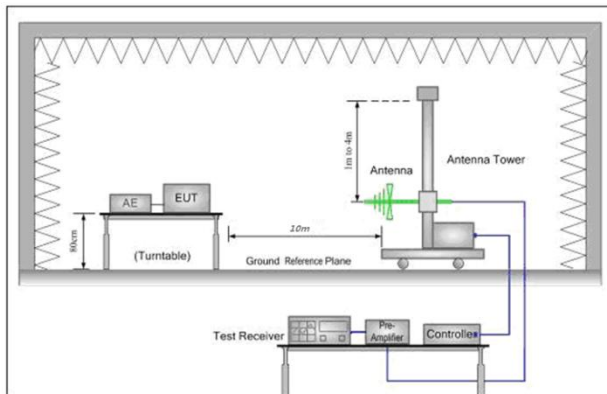 1m to 4m
Antenna
Antenna Tower
AE
EUT
80cm
(Turntable)
10m
Ground Reference Plane
Test Receiver
Pre-
Amplifier
Controller